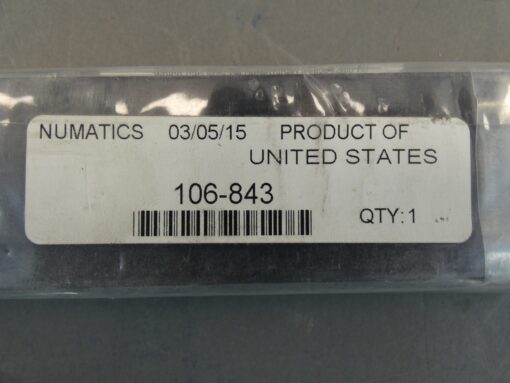 NUMATICS 03/05/15 PRODUCT OF
UNITED STATES
106-843
QTY:1